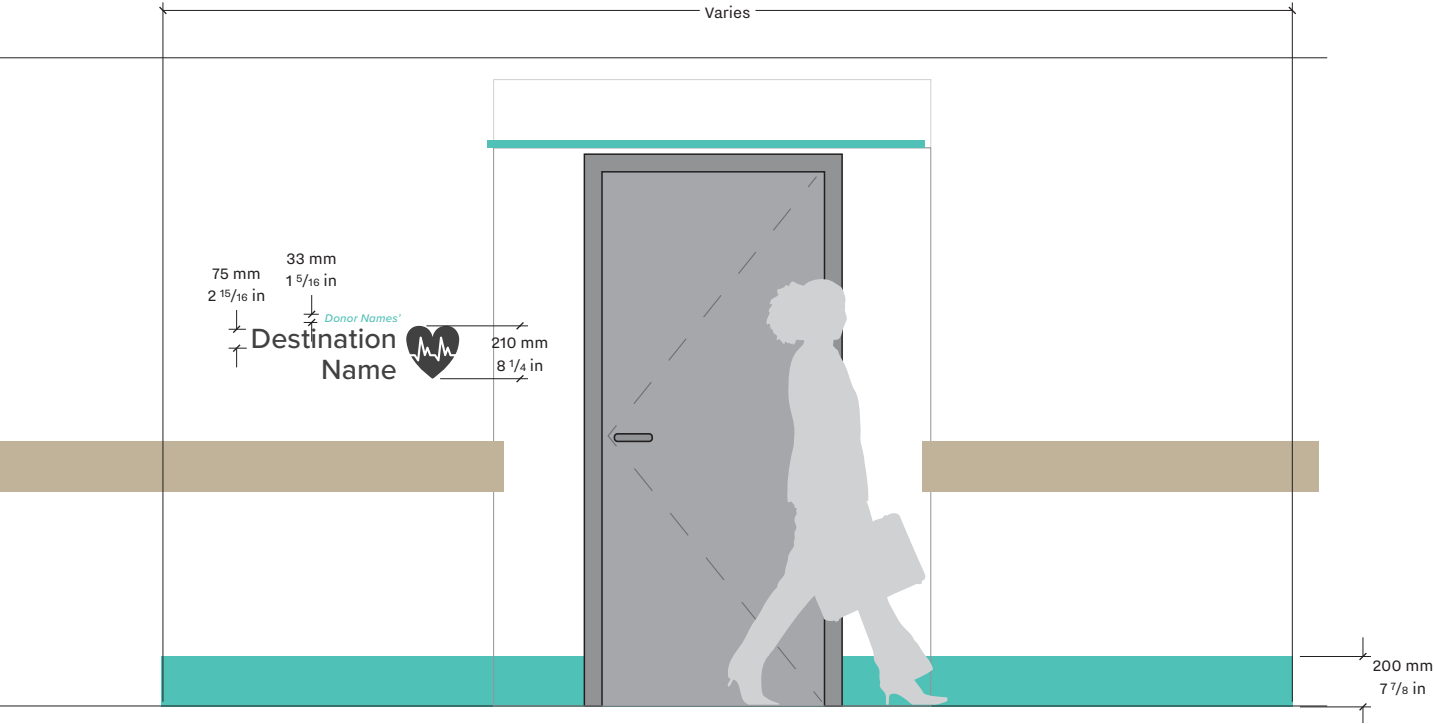 Varies
33 mm
1 5/16 in
75 mm
2 15/16 in
Donor Names'
Destination
Name
210 mm
8 1/4 in
200 mm
7 7/8 in